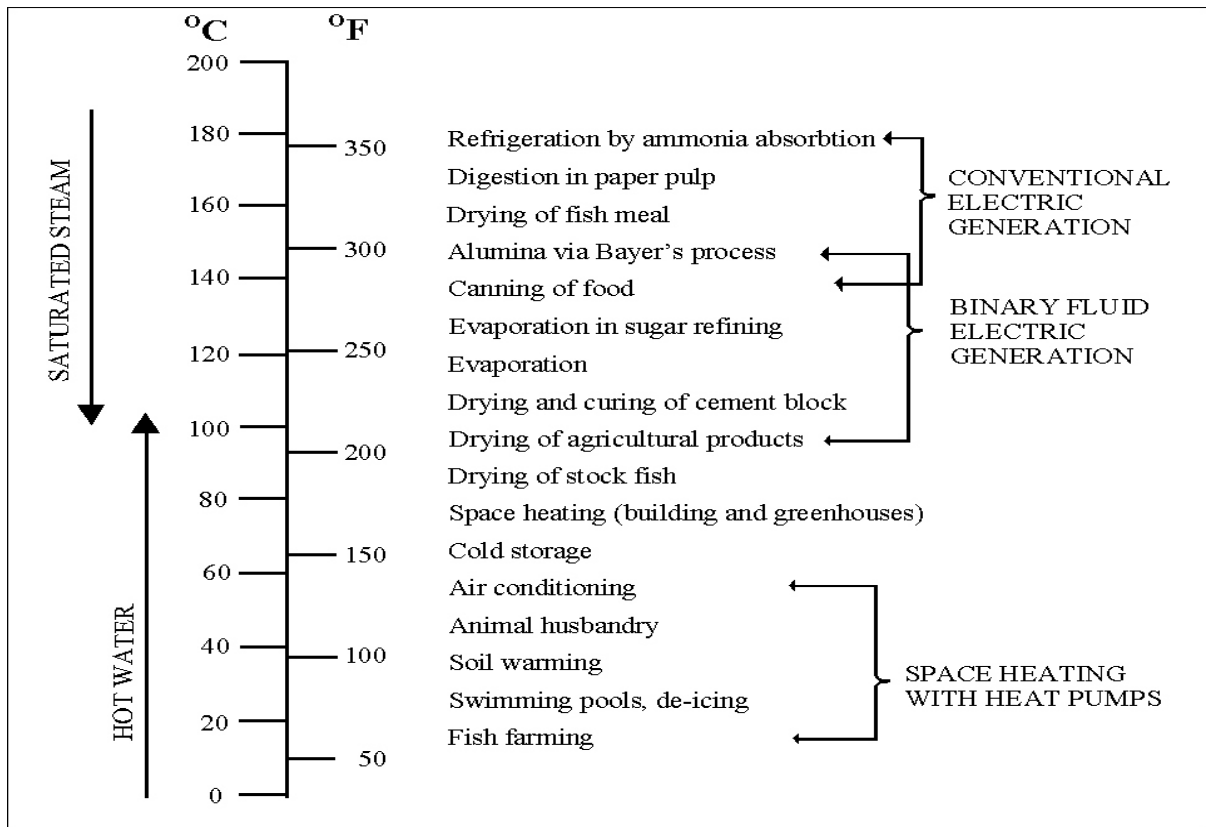 °C
°F
200
180
160
140
120
100
80
60
40
20
0
350
300
250
200
150
100
50
SATURATED STEAM
HOT WATER
Refrigeration by ammonia absorbtion
Digestion in paper pulp
Drying of fish meal
Alumina via Bayer's process
Canning of food
Evaporation in sugar refining
Evaporation
Drying and curing of cement block
Drying of agricultural products
Drying of stock fish
Space heating (building and greenhouses)
Cold storage
Air conditioning
Animal husbandry
Soil warming
Swimming pools, de-icing
Fish farming
CONVENTIONAL
ELECTRIC
GENERATION
BINARY FLUID
ELECTRIC
GENERATION
SPACE HEATING
WITH HEAT PUMPS